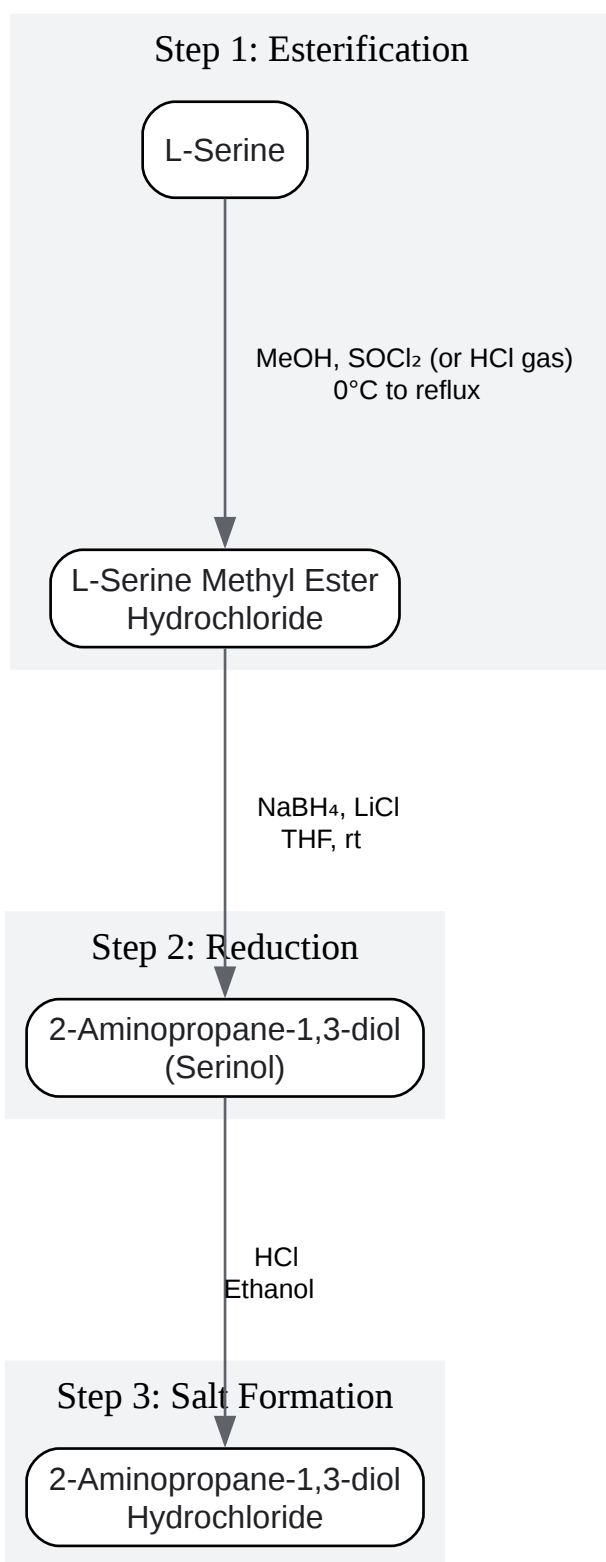 Step 1: Esterification
L-Serine
MeOH, SOCl₂ (or HCl gas)
0°C to reflux
L-Serine Methyl Ester
Hydrochloride
NaBH₄, LiCl
THF, rt
Step 2: Reduction
2-Aminopropane-1,3-diol
(Serinol)
HCl
Ethanol
Step 3: Salt Formation
2-Aminopropane-1,3-diol
Hydrochloride